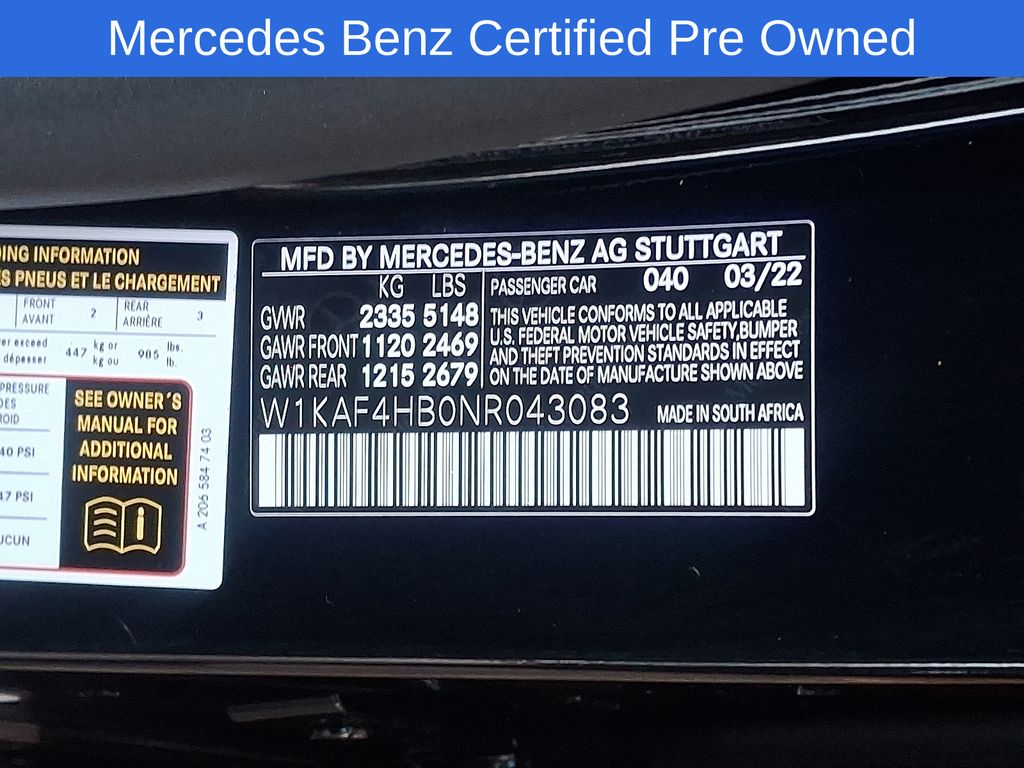 Mercedes Benz Certified Pre Owned
MFD BY MERCEDES-BENZ AG STUTTGART
KG LBS
GVWR 2335 5148
GAWR FRONT 1120 2469
GAWR REAR 1215 2679
PASSENGER CAR 040 03/22
THIS VEHICLE CONFORMS TO ALL APPLICABLE
U.S. FEDERAL MOTOR VEHICLE SAFETY,BUMPER
AND THEFT PREVENTION STANDARDS IN EFFECT
ON THE DATE OF MANUFACTURE SHOWN ABOVE
W1KAF4HB0NR043083 MADE IN SOUTH AFRICA
INFORMATION
PNEUS ET LE CHARGEMENT
FRONT
AVANT 2
REAR
ARRIÈRE 3
exceed
dépasser
447 kg or
kg ou
985 lbs.
lb.
PRESSURE
40 PSI
47 PSI
SEE OWNER'S
MANUAL FOR
ADDITIONAL
INFORMATION
A 206 584 74 03